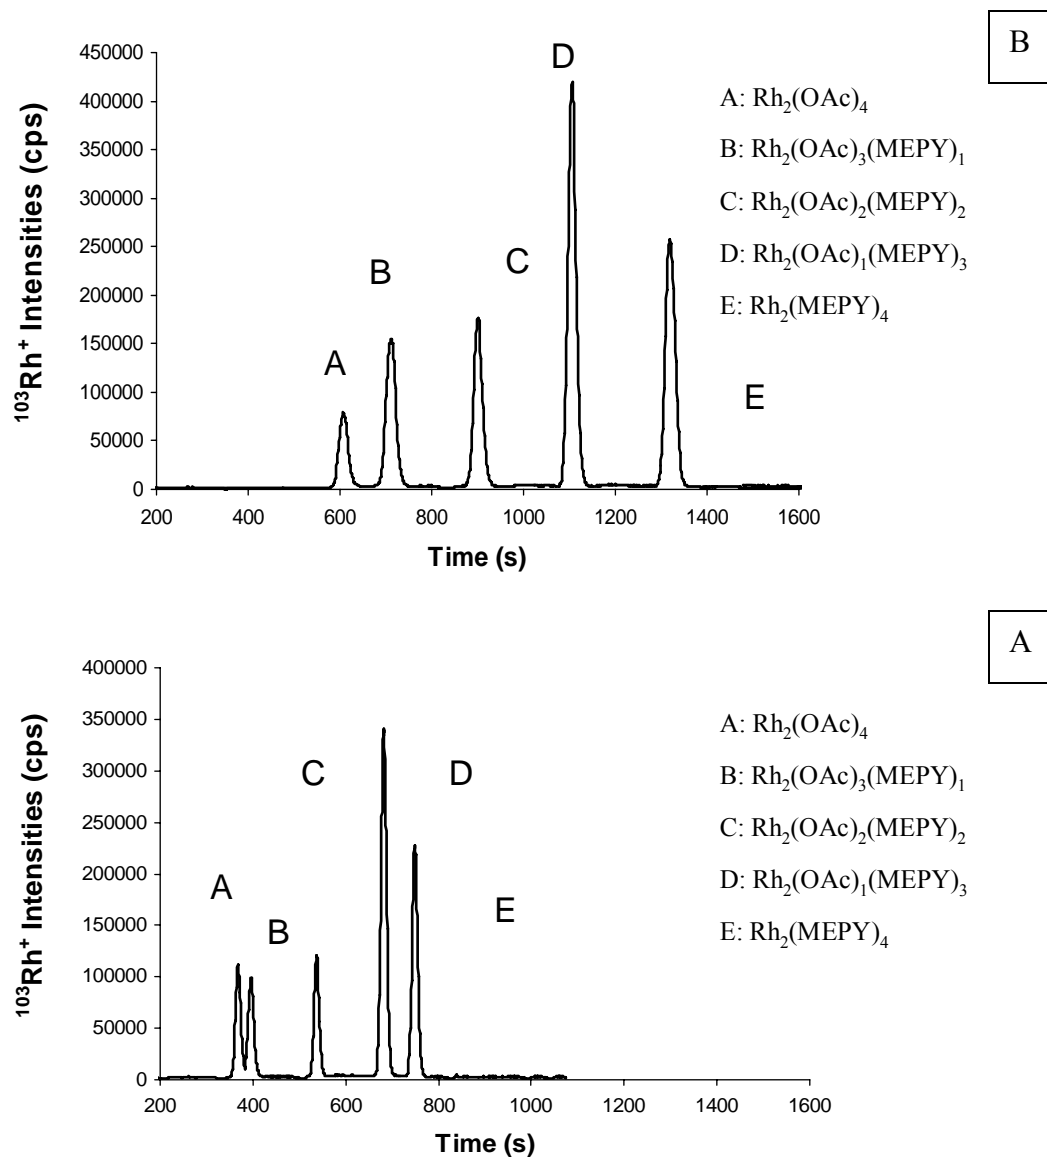 B
450000
400000
350000
300000
250000
200000
150000
100000
50000
0
¹⁰³Rh⁺ Intensities (cps)
A
B
C
D
E
200 400 600 800 1000 1200 1400 1600
Time (s)
A: Rh₂(OAc)₄
B: Rh₂(OAc)₃(MEPY)₁
C: Rh₂(OAc)₂(MEPY)₂
D: Rh₂(OAc)₁(MEPY)₃
E: Rh₂(MEPY)₄
A
400000
350000
300000
250000
200000
150000
100000
50000
0
¹⁰³Rh⁺ Intensities (cps)
A
B
C
D
E
200 400 600 800 1000 1200 1400 1600
Time (s)
A: Rh₂(OAc)₄
B: Rh₂(OAc)₃(MEPY)₁
C: Rh₂(OAc)₂(MEPY)₂
D: Rh₂(OAc)₁(MEPY)₃
E: Rh₂(MEPY)₄